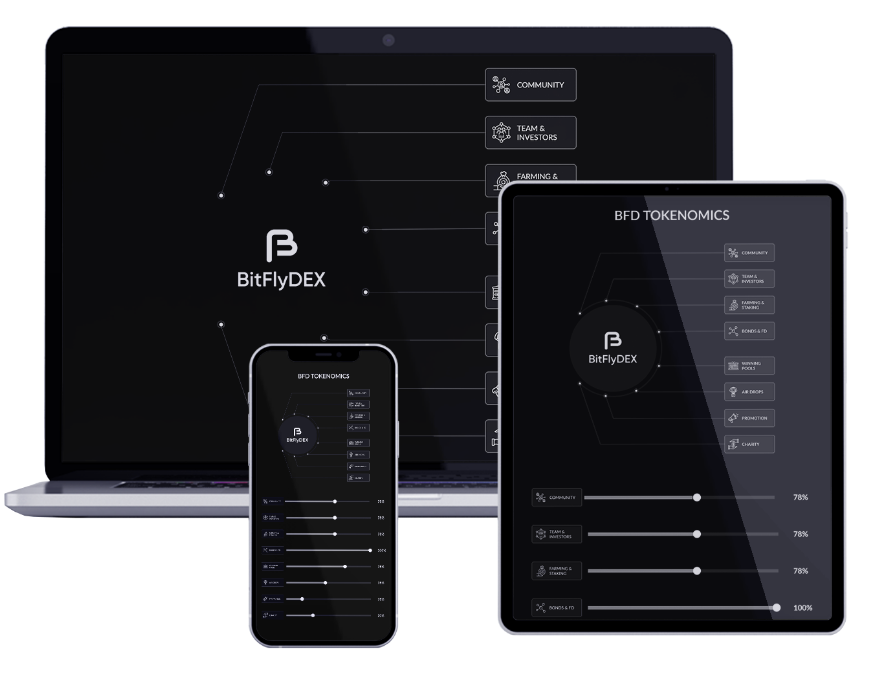 COMMUNITY
TEAM &
INVESTORS
FARMING &
BitFlyDEX
BFD TOKENOMICS
COMMUNITY
TEAM &
INVESTORS
FARMING &
STAKING
BONDS & FD
BitFlyDEX
WINNING
POOLS
AIR DROPS
PROMOTION
CHARITY
COMMUNITY
78%
TEAM &
INVESTORS
78%
FARMING &
STAKING
78%
BONDS & FD
100%
BFD TOKENOMICS
BitFlyDEX